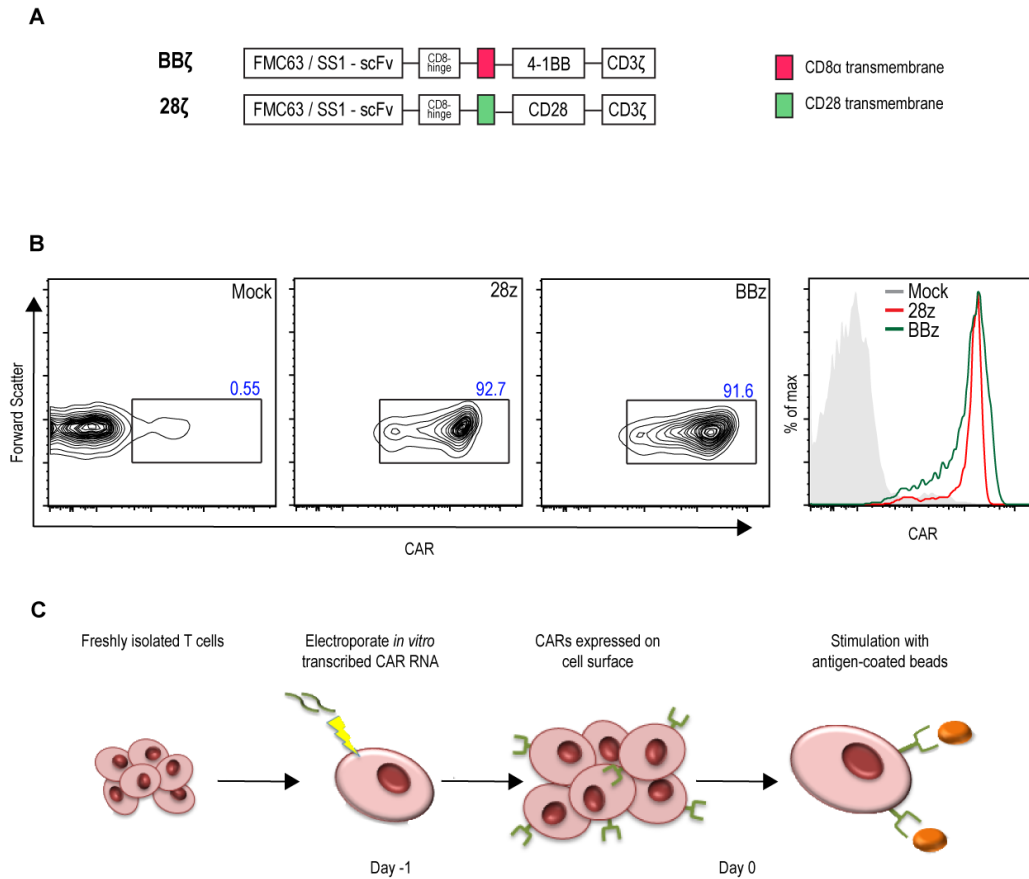 A
BBζ
FMC63 / SS1 - scFv
CD8-
hinge
4-1BB
CD3ζ
CD8α transmembrane
28ζ
FMC63 / SS1 - scFv
CD8-
hinge
CD28
CD3ζ
CD28 transmembrane
B
Forward Scatter
Mock
0.55
28z
92.7
BBz
91.6
CAR
% of max
Mock
28z
BBz
CAR
C
Freshly isolated T cells
Electroporate in vitro
transcribed CAR RNA
CARs expressed on
cell surface
Stimulation with
antigen-coated beads
Day -1
Day 0